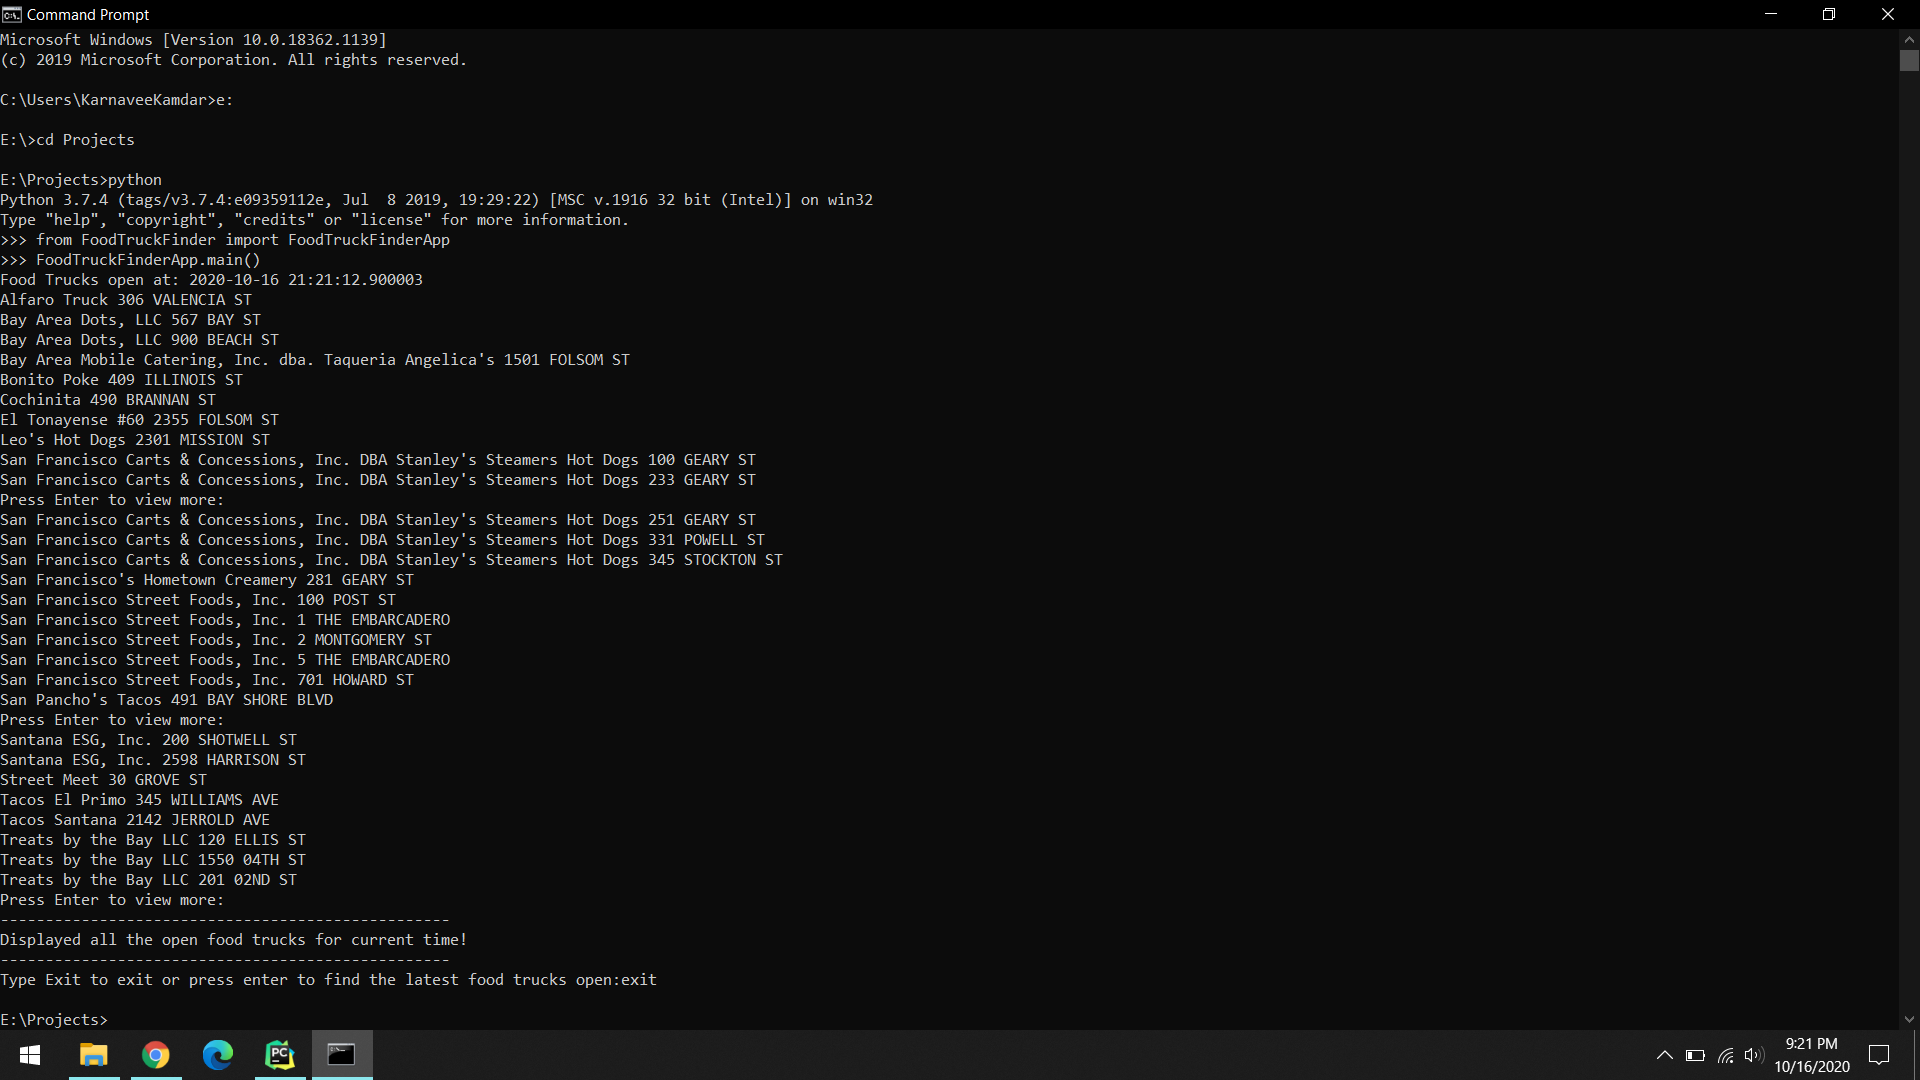 Command Prompt
Microsoft Windows [Version 10.0.18362.1139]
(c) 2019 Microsoft Corporation. All rights reserved.
C:\Users\KarnaveeKamdar>e:
E:\>cd Projects
E:\Projects>python
Python 3.7.4 (tags/v3.7.4:e09359112e, Jul  8 2019, 19:29:22) [MSC v.1916 32 bit (Intel)] on win32
Type "help", "copyright", "credits" or "license" for more information.
>>> from FoodTruckFinder import FoodTruckFinderApp
>>> FoodTruckFinderApp.main()
Food Trucks open at: 2020-10-16 21:21:12.900003
Alfaro Truck 306 VALENCIA ST
Bay Area Dots, LLC 567 BAY ST
Bay Area Dots, LLC 900 BEACH ST
Bay Area Mobile Catering, Inc. dba. Taqueria Angelica's 1501 FOLSOM ST
Bonito Poke 409 ILLINOIS ST
Cochinita 490 BRANNAN ST
El Tonayense #60 2355 FOLSOM ST
Leo's Hot Dogs 2301 MISSION ST
San Francisco Carts & Concessions, Inc. DBA Stanley's Steamers Hot Dogs 100 GEARY ST
San Francisco Carts & Concessions, Inc. DBA Stanley's Steamers Hot Dogs 233 GEARY ST
Press Enter to view more:
San Francisco Carts & Concessions, Inc. DBA Stanley's Steamers Hot Dogs 251 GEARY ST
San Francisco Carts & Concessions, Inc. DBA Stanley's Steamers Hot Dogs 331 POWELL ST
San Francisco Carts & Concessions, Inc. DBA Stanley's Steamers Hot Dogs 345 STOCKTON ST
San Francisco's Hometown Creamery 281 GEARY ST
San Francisco Street Foods, Inc. 100 POST ST
San Francisco Street Foods, Inc. 1 THE EMBARCADERO
San Francisco Street Foods, Inc. 2 MONTGOMERY ST
San Francisco Street Foods, Inc. 5 THE EMBARCADERO
San Francisco Street Foods, Inc. 701 HOWARD ST
San Pancho's Tacos 491 BAY SHORE BLVD
Press Enter to view more:
Santana ESG, Inc. 200 SHOTWELL ST
Santana ESG, Inc. 2598 HARRISON ST
Street Meet 30 GROVE ST
Tacos El Primo 345 WILLIAMS AVE
Tacos Santana 2142 JERROLD AVE
Treats by the Bay LLC 120 ELLIS ST
Treats by the Bay LLC 1550 04TH ST
Treats by the Bay LLC 201 02ND ST
Press Enter to view more:
--------------------------------------------------
Displayed all the open food trucks for current time!
--------------------------------------------------
Type Exit to exit or press enter to find the latest food trucks open:exit
E:\Projects>
PC
9:21 PM
10/16/2020